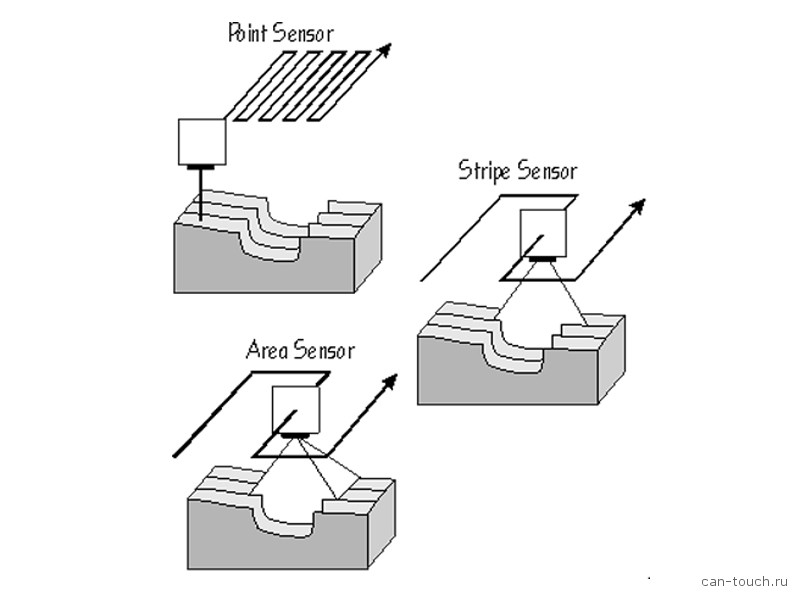 Point Sensor
Stripe Sensor
Area Sensor
can-touch.ru